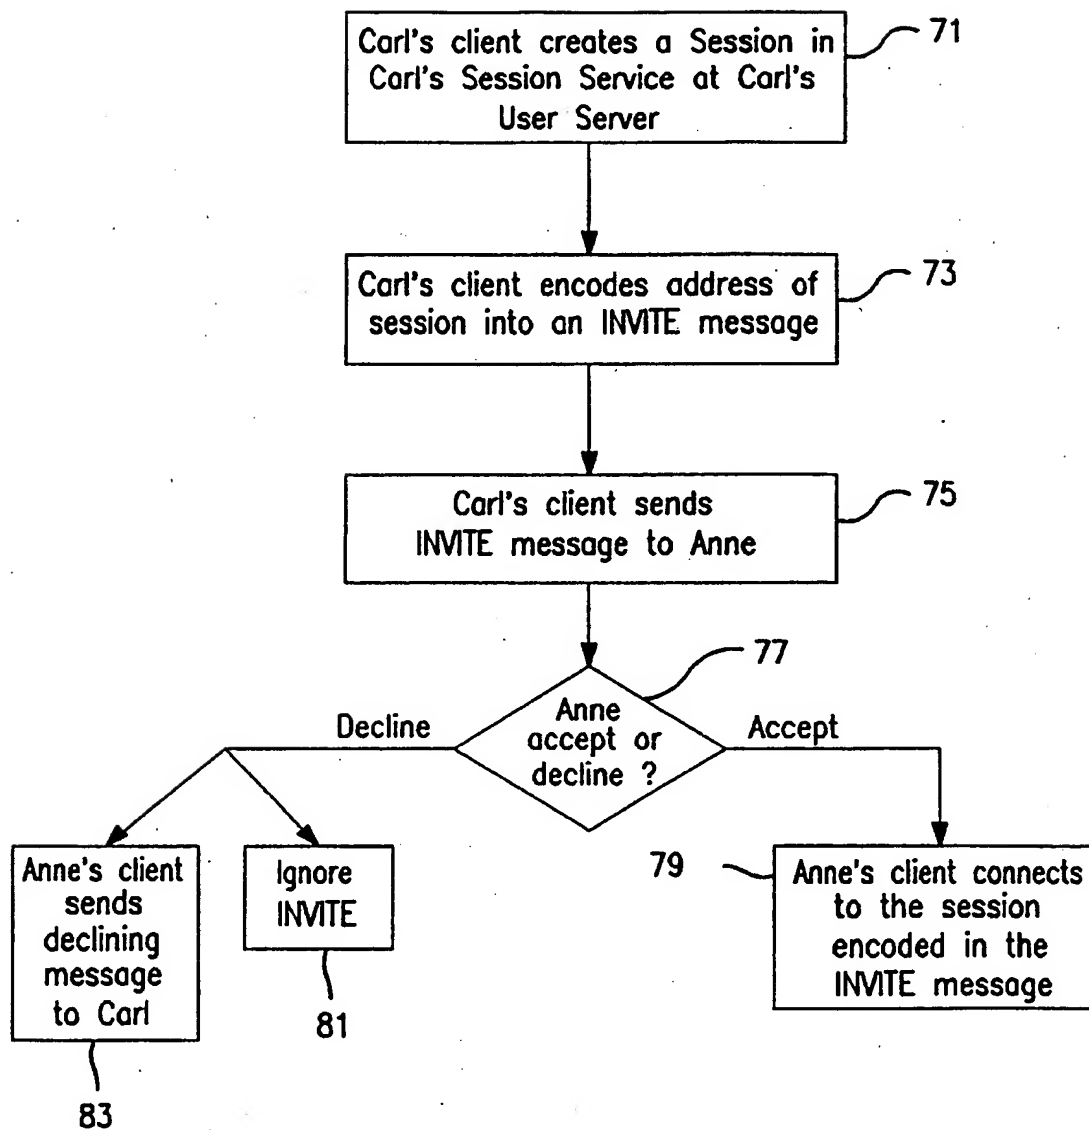 Carl's client creates a Session in
Carl's Session Service at Carl's
User Server
71
Carl's client encodes address of
session into an INVITE message
73
Carl's client sends
INVITE message to Anne
75
77
Anne
accept or
decline ?
Decline
Accept
Anne's client
sends
declining
message
to Carl
83
Ignore
INVITE
81
79
Anne's client connects
to the session
encoded in the
INVITE message